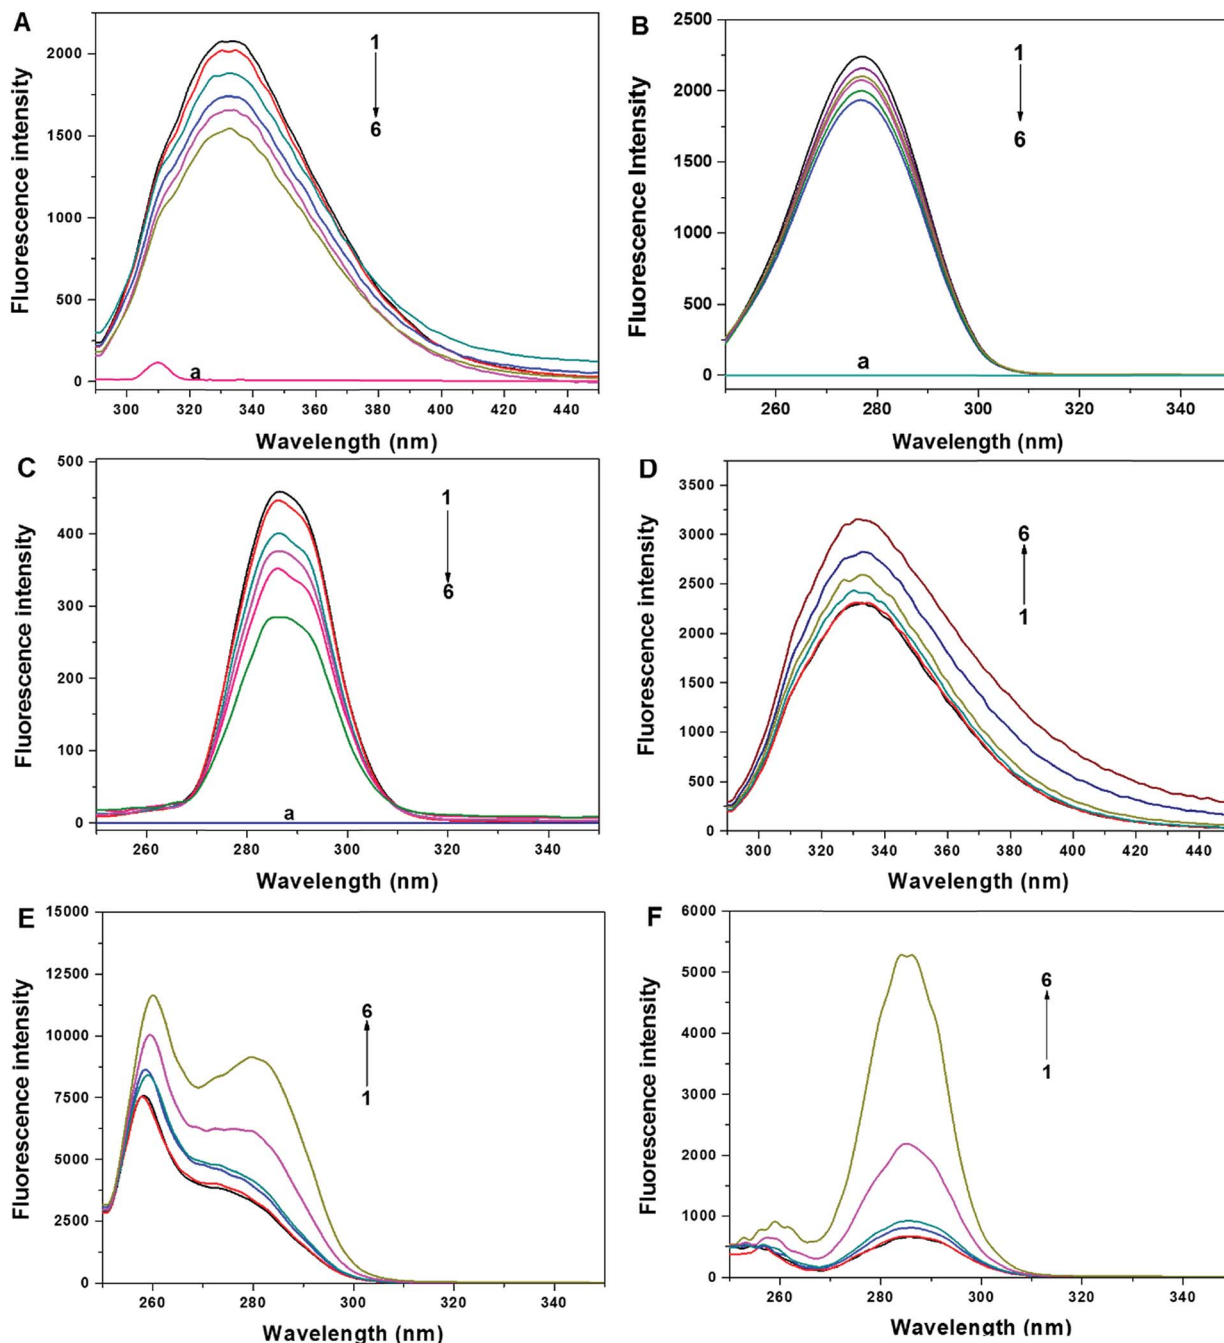 A
Fluorescence intensity
2000
1500
1000
500
0
1
6
a
300 320 340 360 380 400 420 440
Wavelength (nm)
B
Fluorescence Intensity
2500
2000
1500
1000
500
0
1
6
a
260 280 300 320 340
Wavelength (nm)
C
Fluorescence intensity
500
400
300
200
100
0
1
6
a
260 280 300 320 340
Wavelength (nm)
D
Fluorescence intensity
3500
3000
2500
2000
1500
1000
500
0
6
1
300 320 340 360 380 400 420 440
Wavelength (nm)
E
Fluorescence intensity
15000
12500
10000
7500
5000
2500
0
6
1
260 280 300 320 340
Wavelength (nm)
F
Fluorescence intensity
6000
5000
4000
3000
2000
1000
0
6
1
260 280 300 320 340
Wavelength (nm)